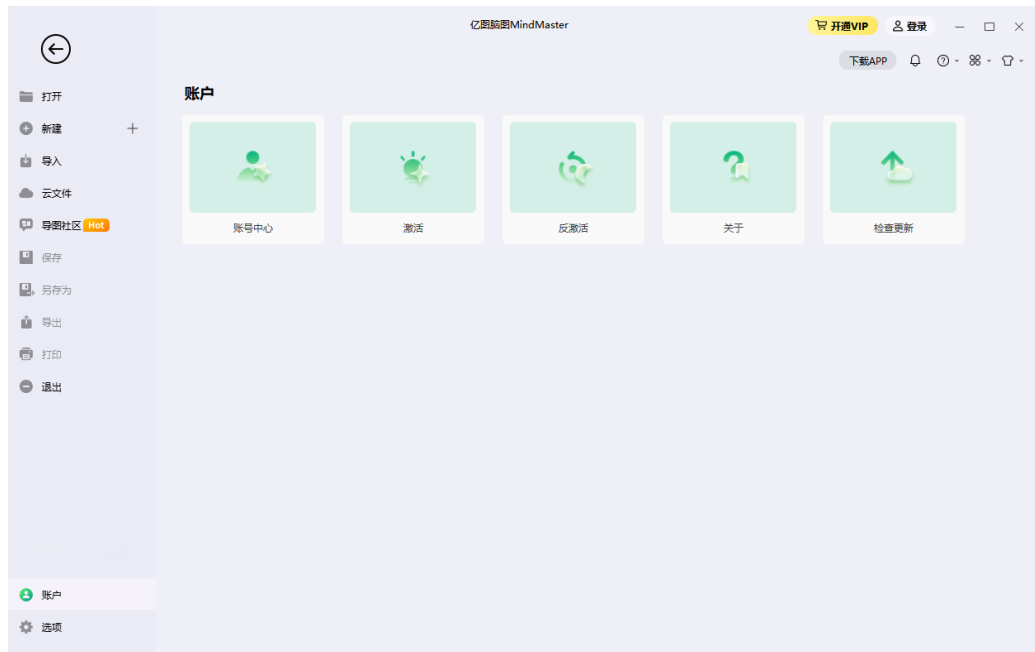 亿图脑图MindMaster
开通VIP
登录
下载APP
打开
新建
导入
云文件
导图社区 Hot
保存
另存为
导出
打印
退出
账户
选项
账户
账号中心
激活
反激活
关于
检查更新